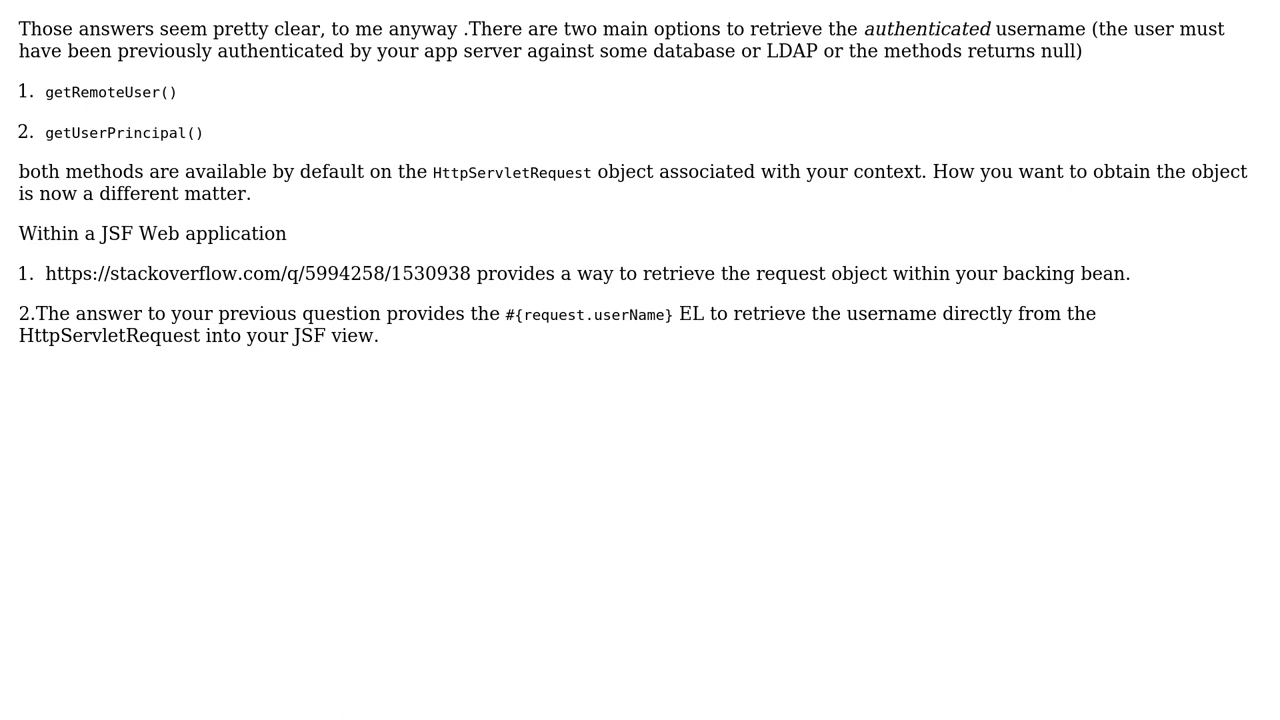 Those answers seem pretty clear, to me anyway .There are two main options to retrieve the authenticated username (the user must
have been previously authenticated by your app server against some database or LDAP or the methods returns null)
1. getRemoteUser()
2. getUserPrincipal()
both methods are available by default on the HttpServletRequest object associated with your context. How you want to obtain the object
is now a different matter.
Within a JSF Web application
1. https://stackoverflow.com/q/5994258/1530938 provides a way to retrieve the request object within your backing bean.
2.The answer to your previous question provides the #{request.userName} EL to retrieve the username directly from the
HttpServletRequest into your JSF view.